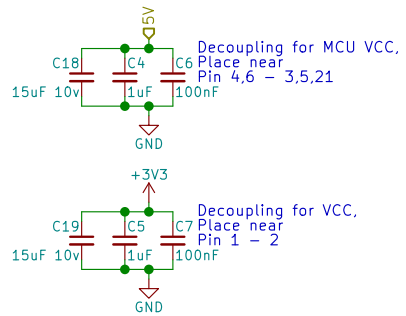 5V
C18 C4 C6
15uF 10v 1uF 100nF
GND
Decoupling for MCU VCC,
Place near
Pin 4,6 - 3,5,21
+3V3
C19 C5 C7
15uF 10v 1uF 100nF
GND
Decoupling for VCC,
Place near
Pin 1 - 2